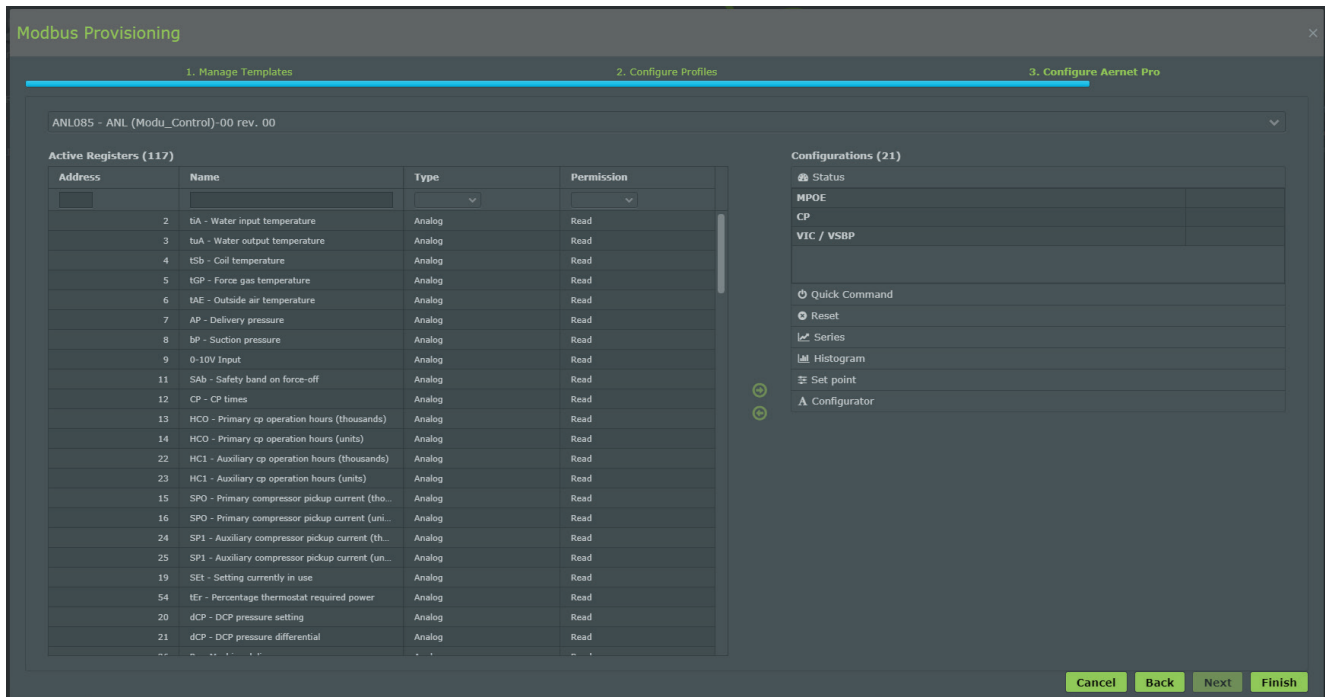 Modbus Provisioning
1. Manage Templates
2. Configure Profiles
3. Configure Aernet Pro
ANL085 - ANL (Modu_Control)-00 rev. 00
Active Registers (117)
Address Name Type Permission
2 tiA - Water input temperature Analog Read
3 tuA - Water output temperature Analog Read
4 tSb - Coil temperature Analog Read
5 tGP - Force gas temperature Analog Read
6 tAE - Outside air temperature Analog Read
7 AP - Delivery pressure Analog Read
8 bP - Suction pressure Analog Read
9 0-10V Input Analog Read
11 SAb - Safety band on force-off Analog Read
12 CP - CP times Analog Read
13 HCO - Primary cp operation hours (thousands) Analog Read
14 HCO - Primary cp operation hours (units) Analog Read
22 HC1 - Auxiliary cp operation hours (thousands) Analog Read
23 HC1 - Auxiliary cp operation hours (units) Analog Read
15 SPO - Primary compressor pickup current (tho... Analog Read
16 SPO - Primary compressor pickup current (uni... Analog Read
24 SP1 - Auxiliary compressor pickup current (th... Analog Read
25 SP1 - Auxiliary compressor pickup current (un... Analog Read
19 SEt - Setting currently in use Analog Read
54 tEr - Percentage thermostat required power Analog Read
20 dCP - DCP pressure setting Analog Read
21 dCP - DCP pressure differential Analog Read
Configurations (21)
Status
MPOE
CP
VIC / VSBP
Quick Command
Reset
Series
Histogram
Set point
Configurator
Cancel Back Next Finish